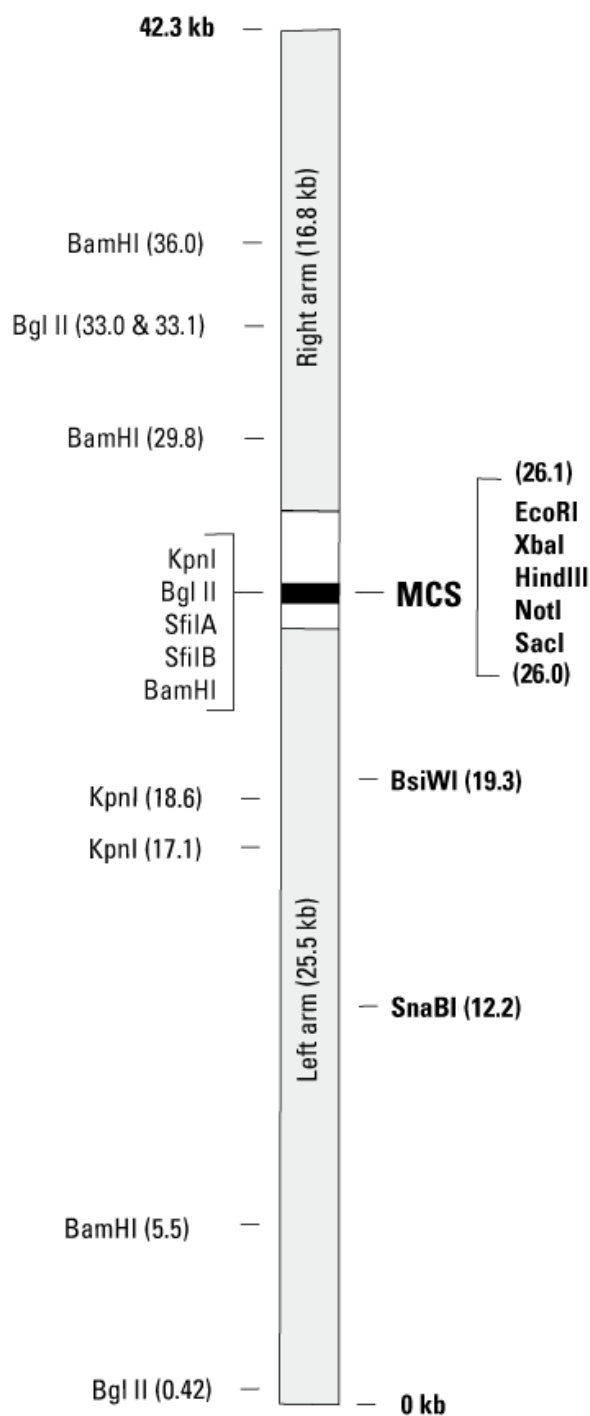 42.3 kb
Right arm (16.8 kb)
BamHI (36.0)
Bgl II (33.0 & 33.1)
BamHI (29.8)
(26.1)
EcoRI
XbaI
HindIII
NotI
SacI
(26.0)
KpnI
Bgl II
SfiIA
SfiIB
BamHI
MCS
BsiWI (19.3)
KpnI (18.6)
KpnI (17.1)
Left arm (25.5 kb)
SnaBI (12.2)
BamHI (5.5)
Bgl II (0.42)
0 kb